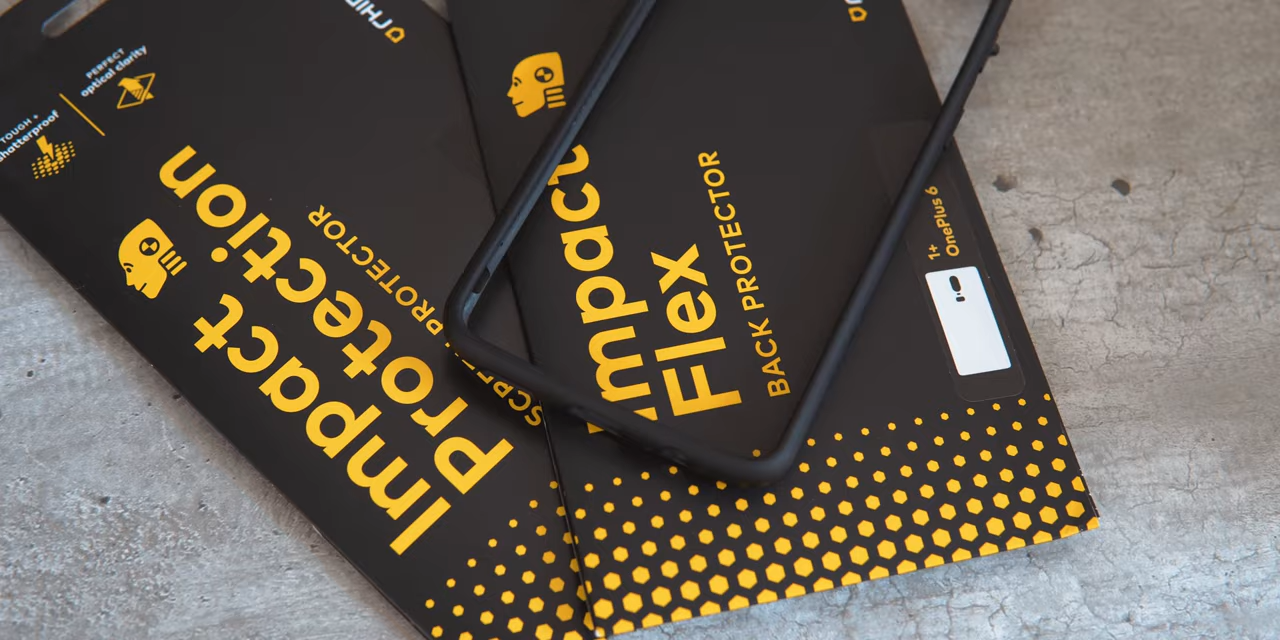 PERFECT
optical clarity
TOUGH +
shatterproof
Impact
Protection
SCREEN PROTECTOR
Impact
Flex
BACK PROTECTOR
1+
OnePlus 6